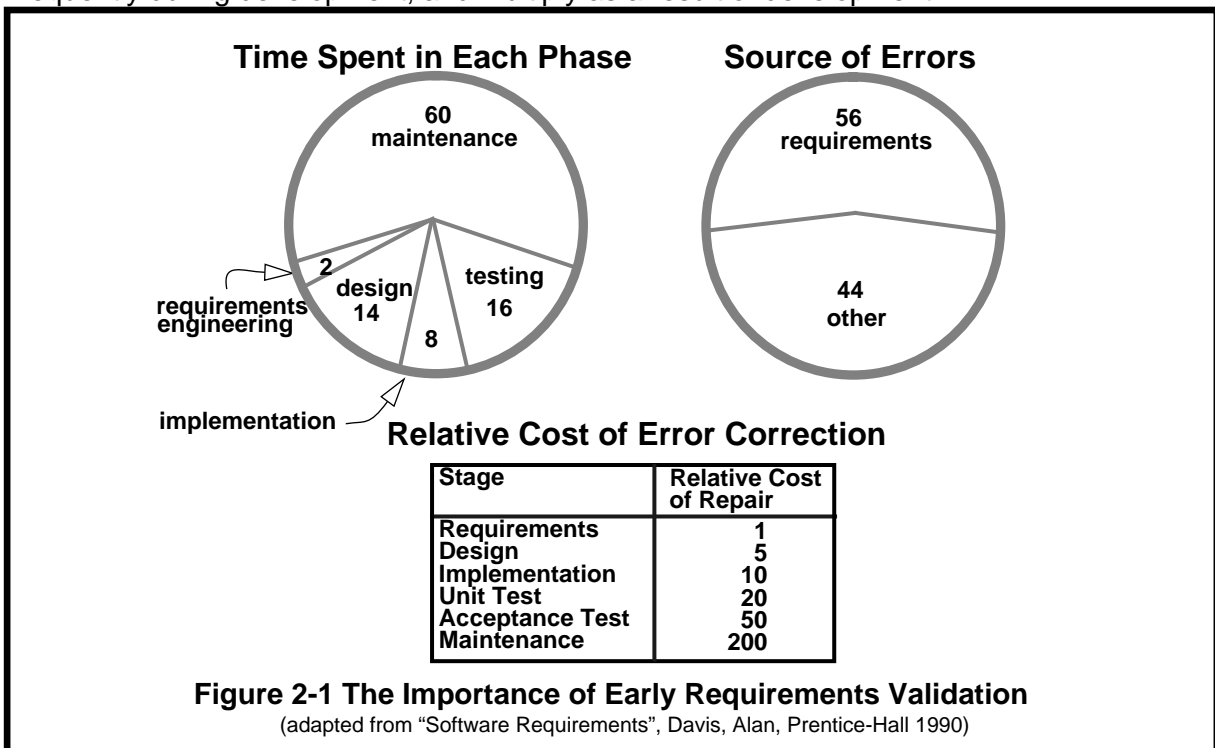 Time Spent in Each Phase
Source of Errors
60
maintenance
2
requirements
engineering
design
14
8
testing
16
implementation
56
requirements
44
other
Relative Cost of Error Correction
Stage Relative Cost
of Repair
Requirements 1
Design 5
Implementation 10
Unit Test 20
Acceptance Test 50
Maintenance 200
Figure 2-1 The Importance of Early Requirements Validation
(adapted from “Software Requirements”, Davis, Alan, Prentice-Hall 1990)